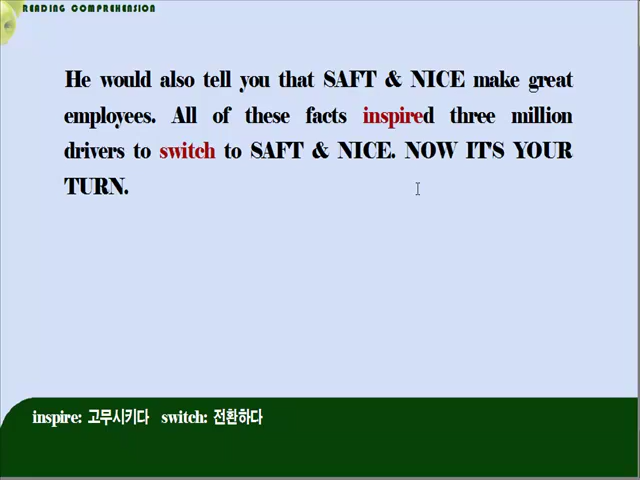 READING COMPREHENSION
He would also tell you that SAFT & NICE make great
employees. All of these facts inspired three million
drivers to switch to SAFT & NICE. NOW IT'S YOUR
TURN.
inspire: 고무시키다 switch: 전환하다